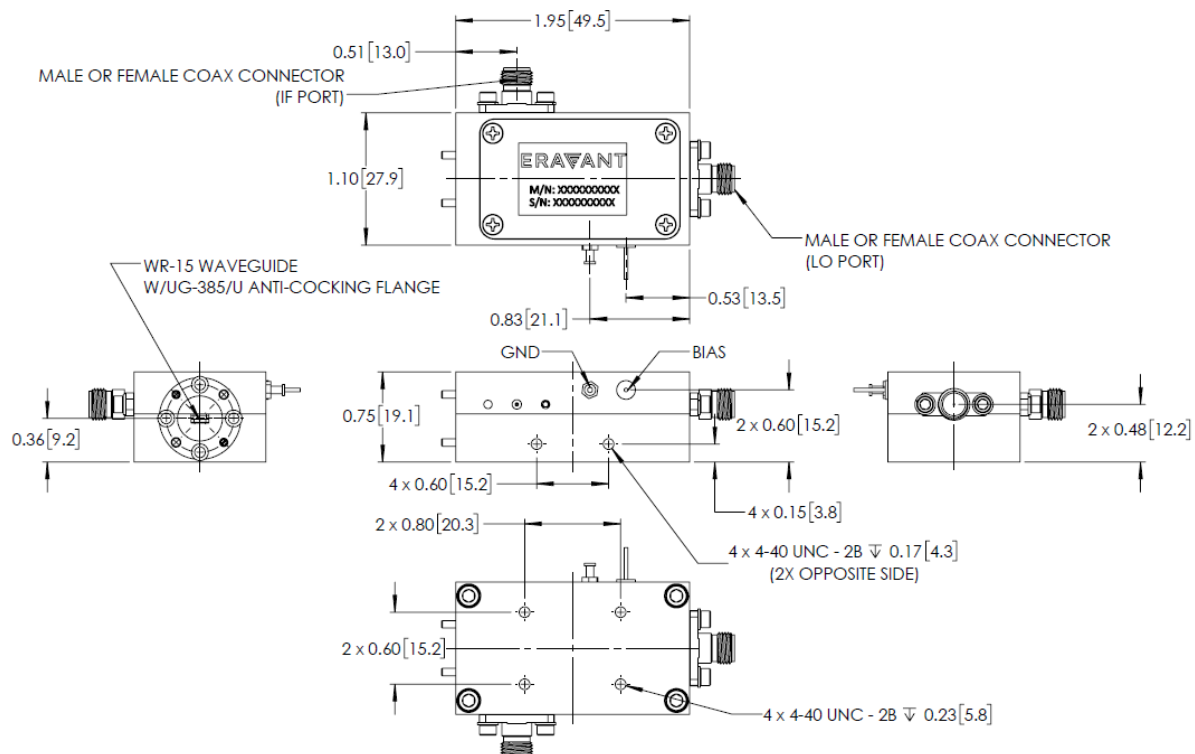 1.95[49.5]
0.51[13.0]
MALE OR FEMALE COAX CONNECTOR
(IF PORT)
ERAVANT
M/N: XXXXXXXXXX
S/N: XXXXXXXXXX
1.10[27.9]
MALE OR FEMALE COAX CONNECTOR
(LO PORT)
WR-15 WAVEGUIDE
W/UG-385/U ANTI-COCKING FLANGE
0.53[13.5]
0.83[21.1]
GND
BIAS
0.36[9.2]
0.75[19.1]
2 x 0.60[15.2]
2 x 0.48[12.2]
4 x 0.60[15.2]
4 x 0.15[3.8]
2 x 0.80[20.3]
4 x 4-40 UNC - 2B ↧ 0.17[4.3]
(2X OPPOSITE SIDE)
2 x 0.60[15.2]
4 x 4-40 UNC - 2B ↧ 0.23[5.8]